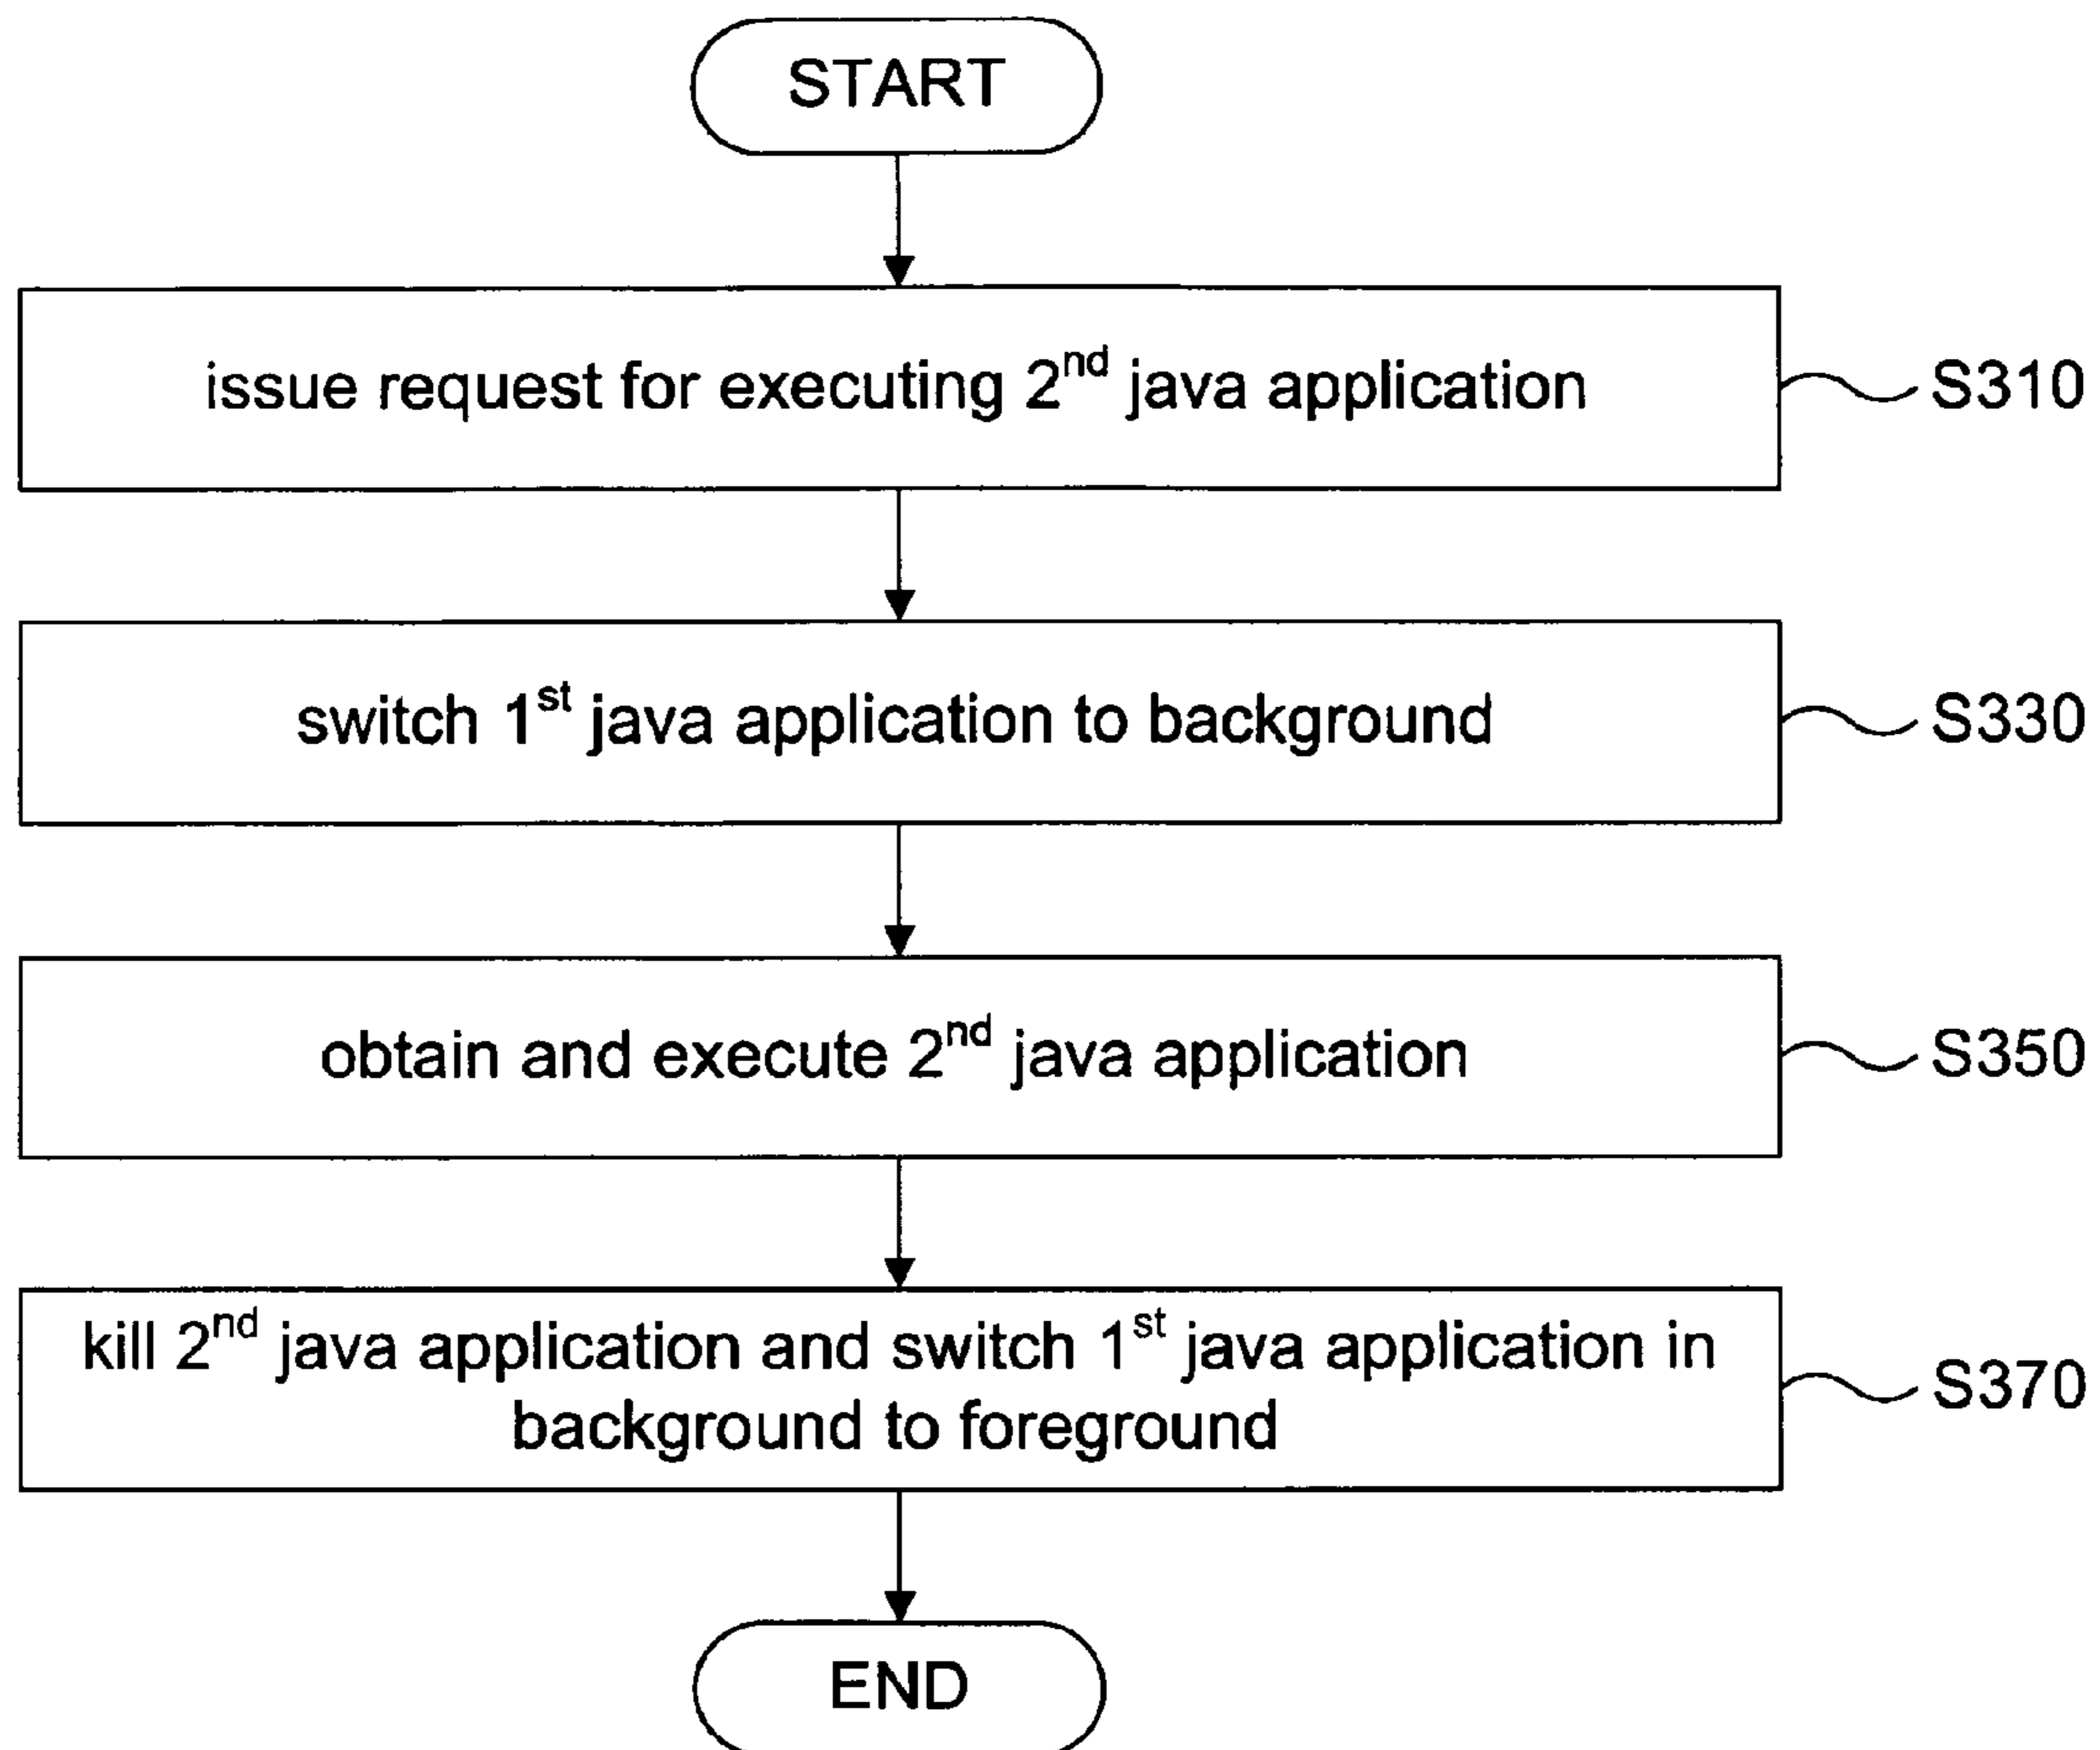 START
issue request for executing 2nd java application
S310
switch 1st java application to background
S330
obtain and execute 2nd java application
S350
kill 2nd java application and switch 1st java application in
background to foreground
S370
END